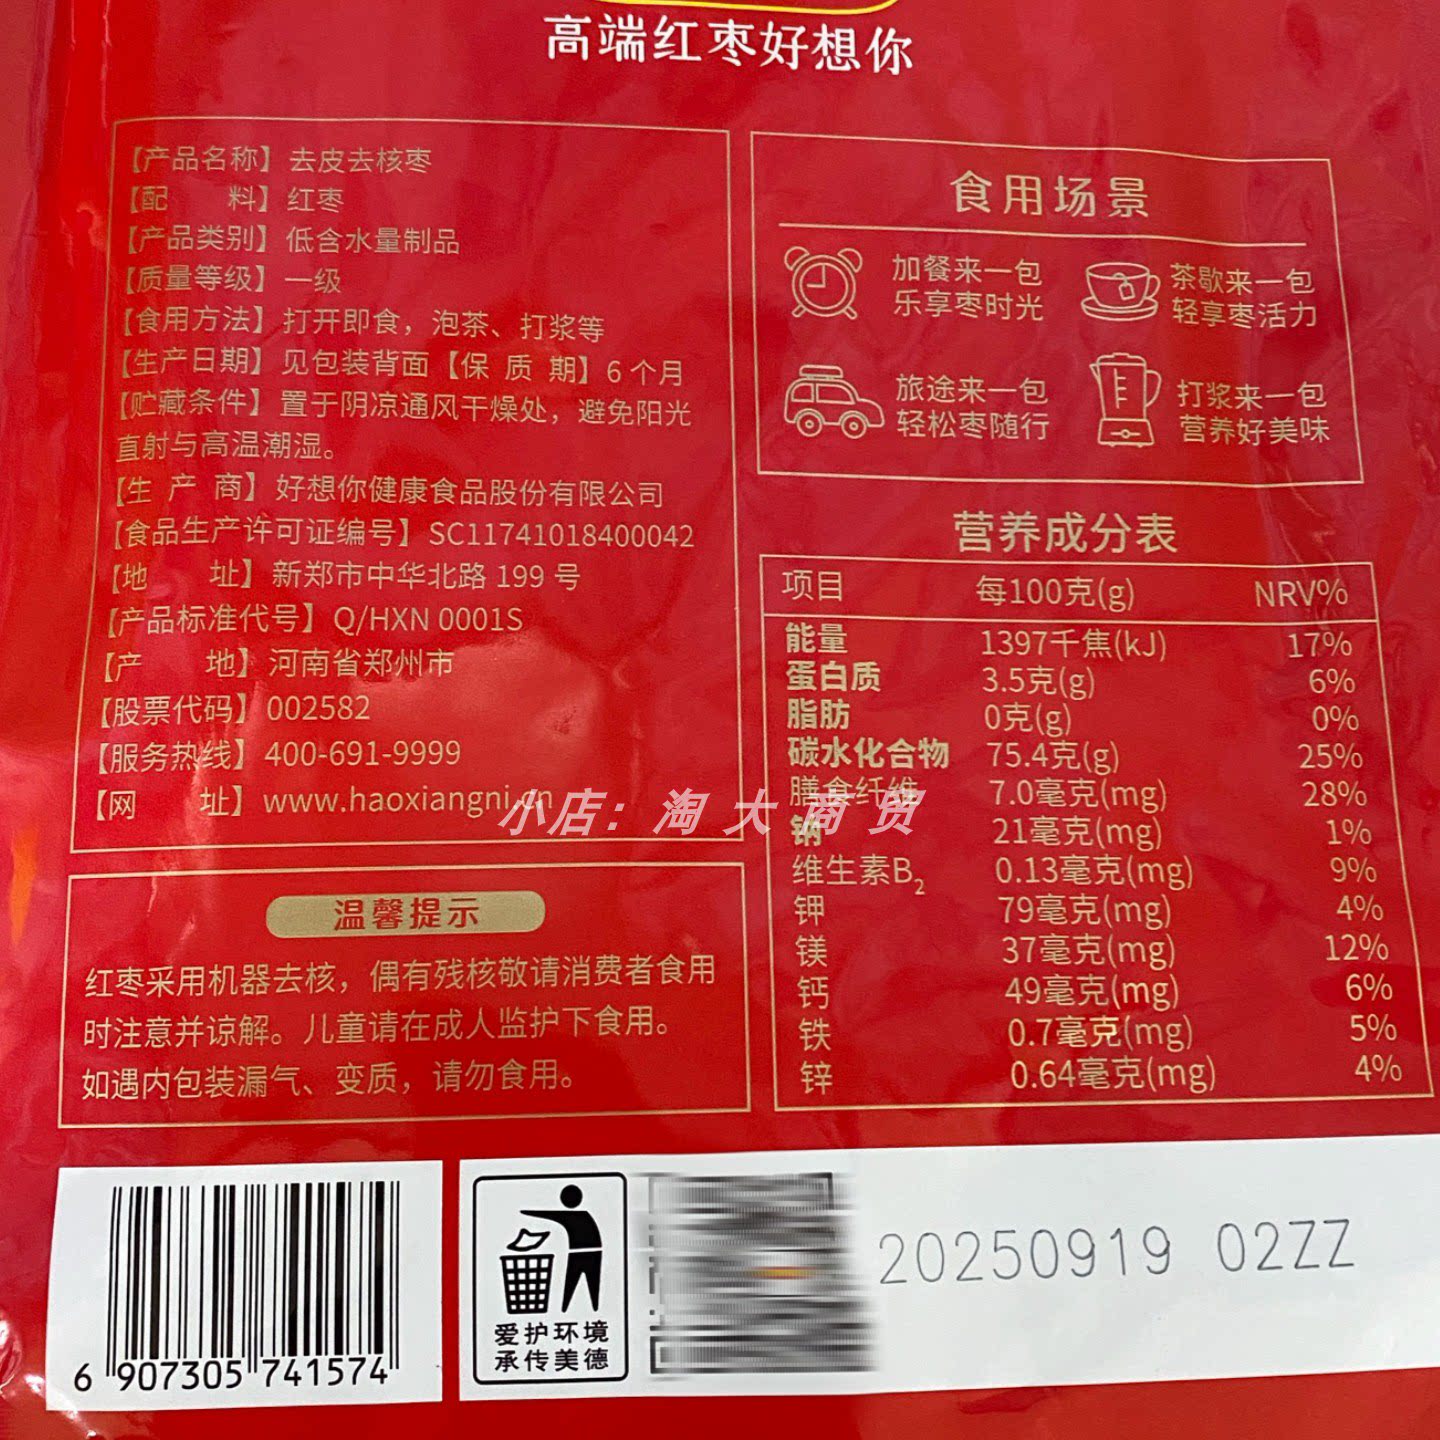 高端红枣好想你
【产品名称】去皮去核枣
【配 料】红枣
【产品类别】低含水量制品
【质量等级】一级
【食用方法】打开即食，泡茶、打浆等
【生产日期】见包装背面【保 质 期】6个月
【贮藏条件】置于阴凉通风干燥处，避免阳光
直射与高温潮湿。
【生 产 商】好想你健康食品股份有限公司
【食品生产许可证编号】SC11741018400042
【地 址】新郑市中华北路 199 号
【产品标准代号】Q/HXN 0001S
【产 地】河南省郑州市
【股票代码】002582
【服务热线】400-691-9999
【网 址】www.haoxiangni.cn
小店：淘大商贸
温馨提示
红枣采用机器去核，偶有残核敬请消费者食用
时注意并谅解。儿童请在成人监护下食用。
如遇内包装漏气、变质，请勿食用。
食用场景
加餐来一包
乐享枣时光
茶歇来一包
轻享枣活力
旅途来一包
轻松枣随行
打浆来一包
营养好美味
营养成分表
项目 每100克(g) NRV%
能量 1397千焦(kJ) 17%
蛋白质 3.5克(g) 6%
脂肪 0克(g) 0%
碳水化合物 75.4克(g) 25%
膳食纤维 7.0毫克(mg) 28%
钠 21毫克(mg) 1%
维生素B₂ 0.13毫克(mg) 9%
钾 79毫克(mg) 4%
镁 37毫克(mg) 12%
钙 49毫克(mg) 6%
铁 0.7毫克(mg) 5%
锌 0.64毫克(mg) 4%
6 907305 741574
爱护环境
承传美德
20250919 02ZZ